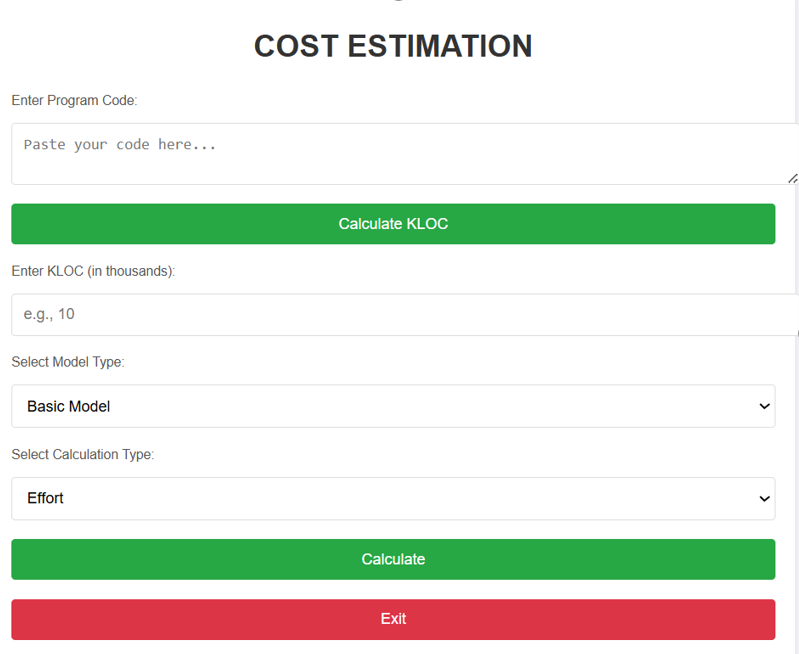 COST ESTIMATION
Enter Program Code:
Paste your code here...
Calculate KLOC
Enter KLOC (in thousands):
e.g., 10
Select Model Type:
Basic Model
Select Calculation Type:
Effort
Calculate
Exit